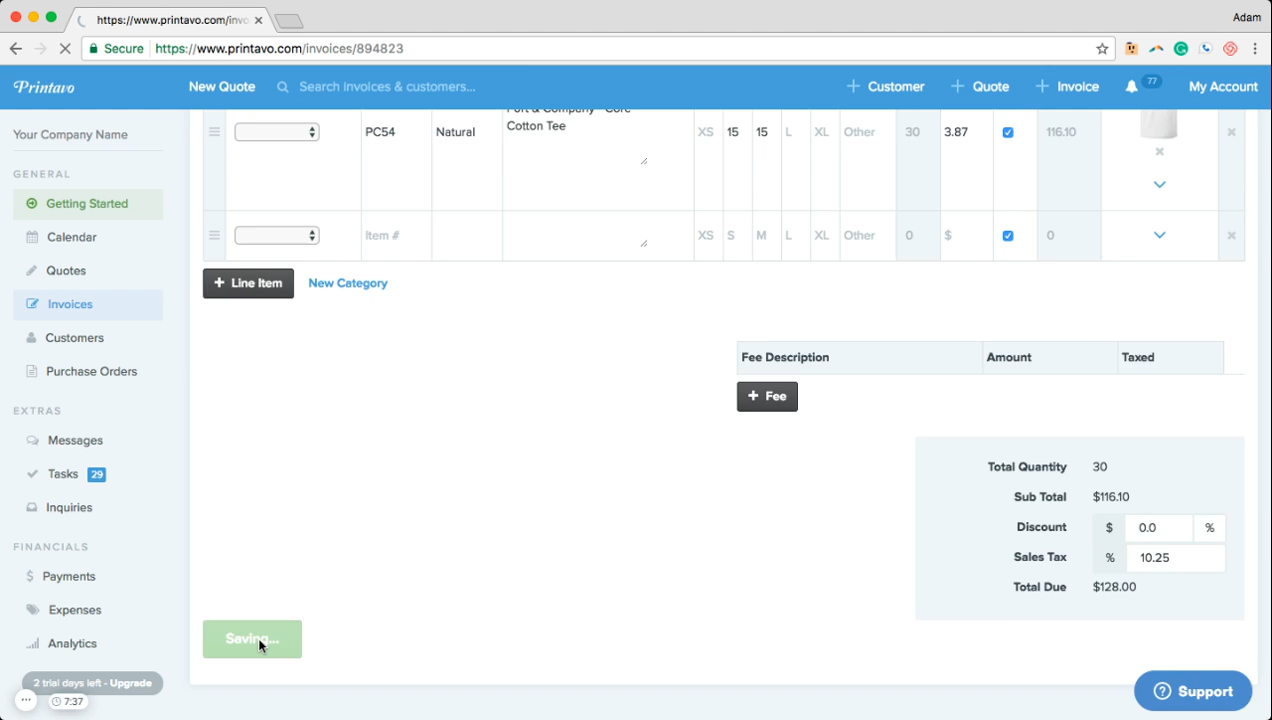 https://www.printavo.com/invo
Adam
Secure https://www.printavo.com/invoices/894823
Printavo
New Quote
Search invoices & customers...
Customer
Quote
Invoice
77
My Account
Your Company Name
GENERAL
Getting Started
Calendar
Quotes
Invoices
Customers
Purchase Orders
EXTRAS
Messages
Tasks 29
Inquiries
FINANCIALS
Payments
Expenses
Analytics
2 trial days left - Upgrade
7:37
Port & Company - Core
Cotton Tee
PC54 Natural XS 15 15 L XL Other 30 3.87 116.10
Item # XS S M L XL Other 0 $ 0
+ Line Item New Category
Fee Description Amount Taxed
+ Fee
Total Quantity 30
Sub Total $116.10
Discount $ 0.0 %
Sales Tax % 10.25
Total Due $128.00
Saving...
Support